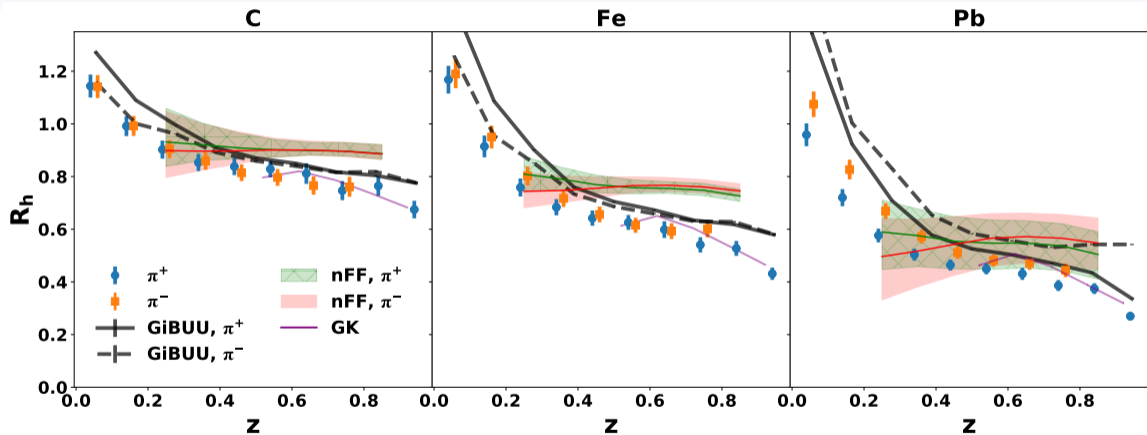 C Fe Pb
R_h
1.2
1.0
0.8
0.6
0.4
0.2
0.0
π⁺
π⁻
GiBUU, π⁺
GiBUU, π⁻
nFF, π⁺
nFF, π⁻
GK
0.0 0.2 0.4 0.6 0.8 0.0 0.2 0.4 0.6 0.8 0.0 0.2 0.4 0.6 0.8
z z z